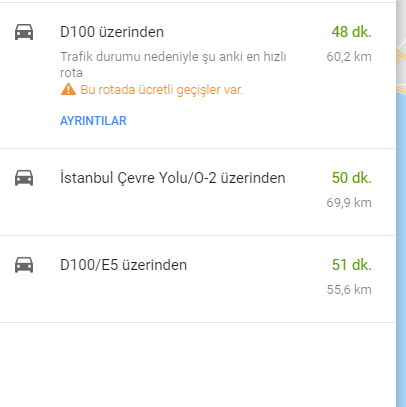 D100 üzerinden 48 dk.
Trafik durumu nedeniyle şu anki en hızlı 60,2 km
rota
Bu rotada ücretli geçişler var.
AYRINTILAR
İstanbul Çevre Yolu/O-2 üzerinden 50 dk.
69,9 km
D100/E5 üzerinden 51 dk.
55,6 km